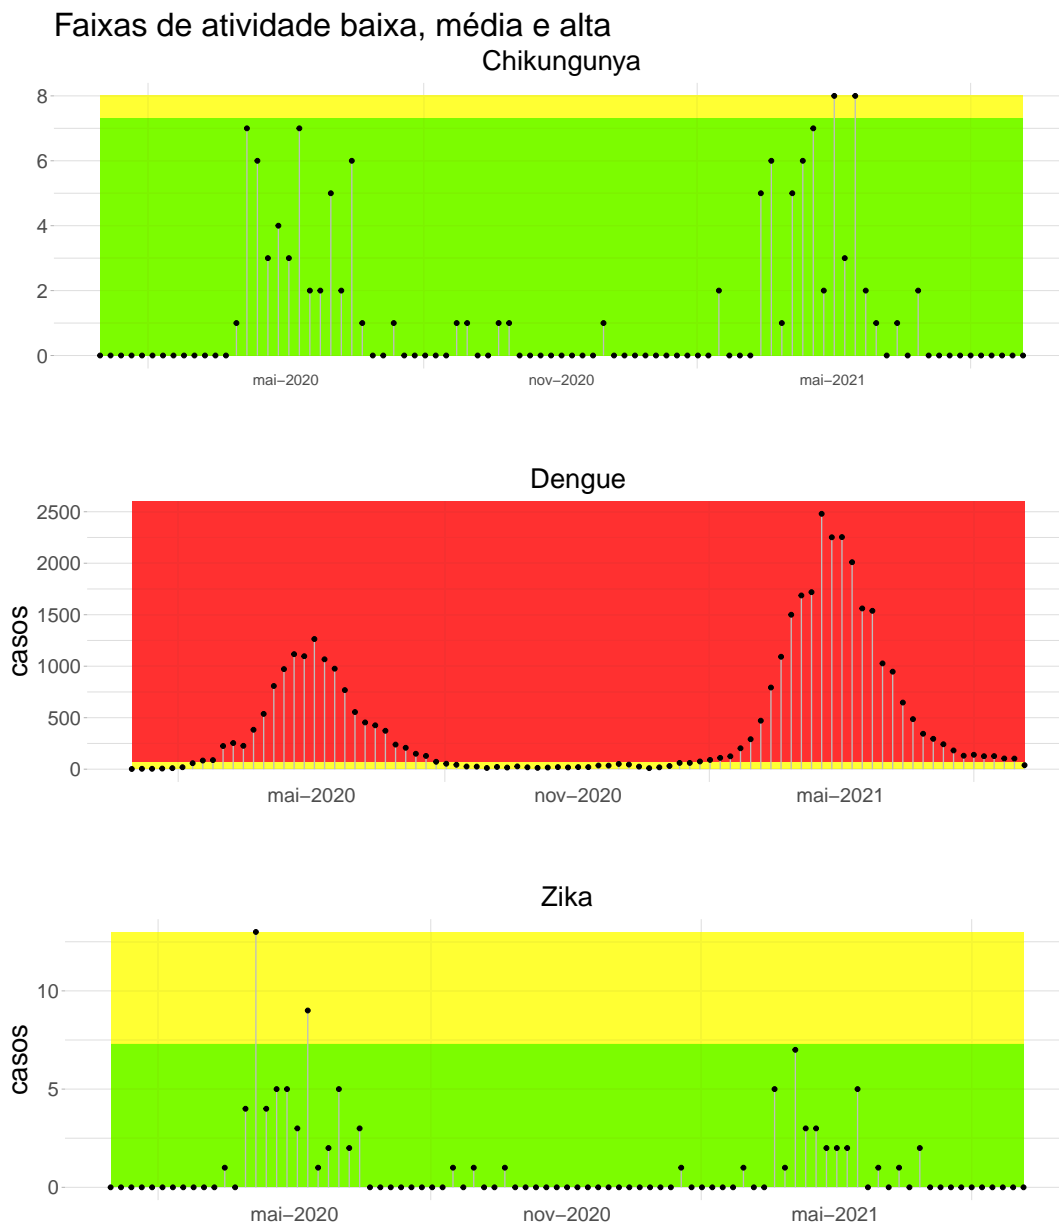 Faixas de atividade baixa, média e alta
Chikungunya
8
6
4
2
0
mai−2020 nov−2020 mai−2021
Dengue
casos
2500
2000
1500
1000
500
0
mai−2020 nov−2020 mai−2021
Zika
casos
10
5
0
mai−2020 nov−2020 mai−2021